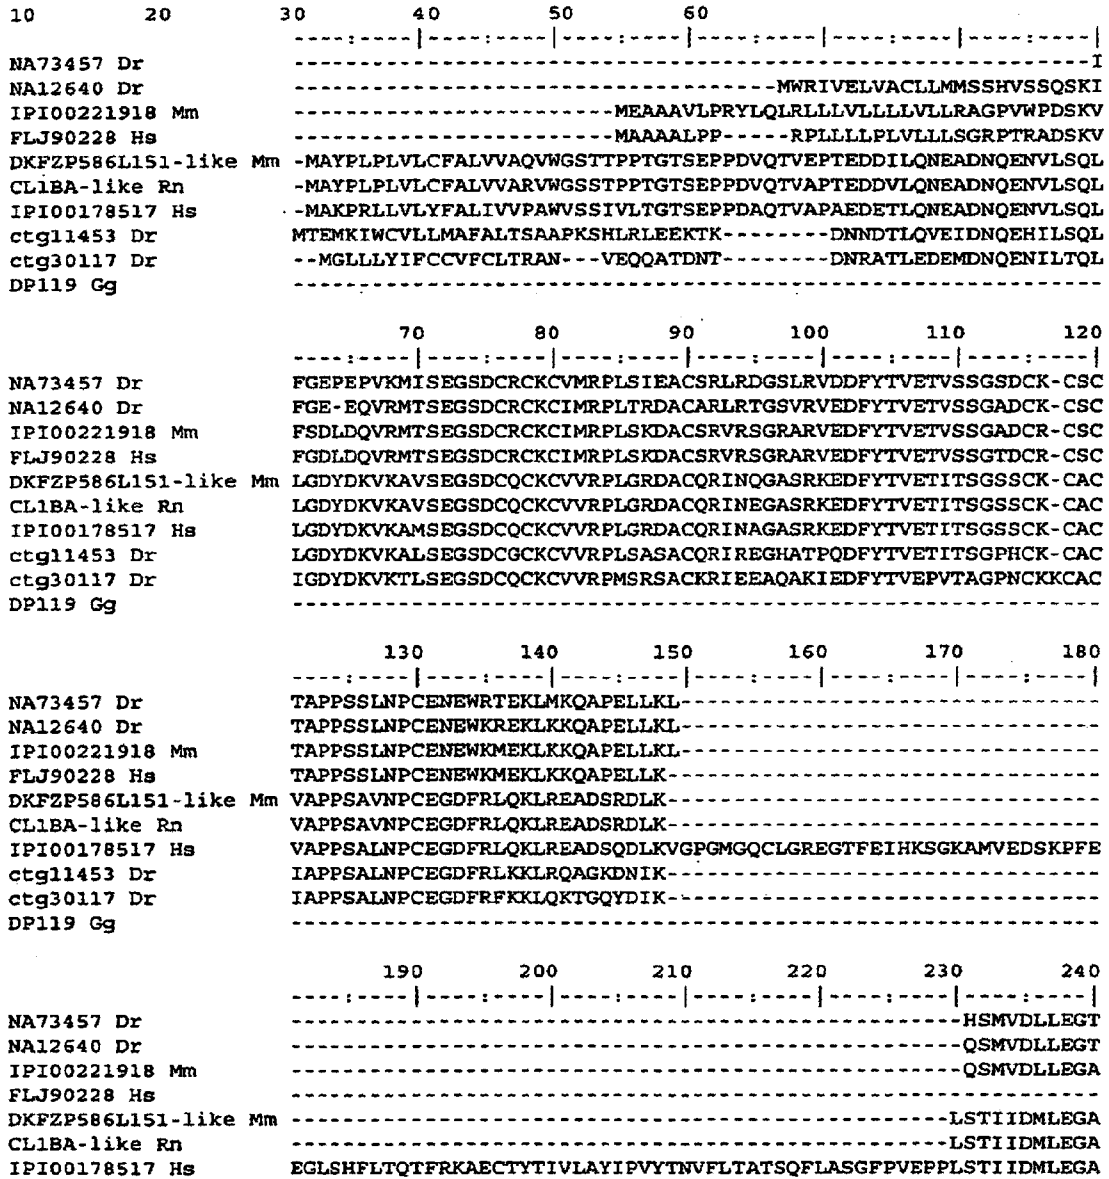 10 20 30 40 50 60
----:----|----:----|----:----|----:----|----:----|----:----|
NA73457 Dr -----------------------------------------------------------I
NA12640 Dr ------------------------------------MWRIVELVACLLMMSSHVSSQSKI
IPI00221918 Mm ------------------------MEAAAVLPRYLQLRLLLVLLLLVLLRAGPVWPDSKV
FLJ90228 Hs ------------------------MAAAALPP-----RPLLLLPLVLLLLSGRPTRADSKV
DKFZP586L151-like Mm -MAYPLPLVLCFALVVAQVWGSTTPPTGTSEPPDVQTVEPTEDDILQNEADNQENVLSQL
CL1BA-like Rn -MAYPLPLVLCFALVVARVWGSSTPPTGTSEPPDVQTVAPTEDDVLQNEADNQENVLSQL
IPI00178517 Hs -MAKPRLLVLYFALIVVPAWVSSIVLTGTSEPPDAQTVAPAEDETLQNEADNQENVLSQL
ctg11453 Dr MTEMKIWCVLLMAFALTSAAPKSHLRLEEKTK--------DNNDTLQVEIDNQEHILSQL
ctg30117 Dr --MGLLLYIFCCVFCLTRAN---VEQQATDNT--------DNRATLEDEMDNQENILTQL
DP119 Gg ------------------------------------------------------------
70 80 90 100 110 120
----:----|----:----|----:----|----:----|----:----|----:----|
NA73457 Dr FGEPEPVKMISEGSDCRCKCVMRPLSIEACSRLRDGSLRVDDFYTVETVSSGSDCK-CSC
NA12640 Dr FGE-EQVRMTSEGSDCRCKCIMRPLTRDACARLRTGSVRVEDFYTVETVSSGADCK-CSC
IPI00221918 Mm FSDLDQVRMTSEGSDCRCKCIMRPLSKDACSRVRSGRARVEDFYTVETVSSGADCR-CSC
FLJ90228 Hs FGDLDQVRMTSEGSDCRCKCIMRPLSKDACSRVRSGRARVEDFYTVETVSSGTDCR-CSC
DKFZP586L151-like Mm LGDYDKVKAVSEGSDCQCKCVVRPLGRDACQRINQGASRKEDFYTVETITSGSSCK-CAC
CL1BA-like Rn LGDYDKVKAVSEGSDCQCKCVVRPLGRDACQRINEGASRKEDFYTVETITSGSSCK-CAC
IPI00178517 Hs LGDYDKVKAMSEGSDCQCKCVVRPLGRDACQRINAGASRKEDFYTVETITSGSSCK-CAC
ctg11453 Dr LGDYDKVKALSEGSDCGCKCVVRPLSASACQRIREGHATPQDFYTVETITSGPHCK-CAC
ctg30117 Dr IGDYDKVKTLSEGSDCQCKCVVRPMSRSACKRIEEAQAKIEDFYTVEPVTAGPNCKKCAC
DP119 Gg ------------------------------------------------------------
130 140 150 160 170 180
----:----|----:----|----:----|----:----|----:----|----:----|
NA73457 Dr TAPPSSLNPCENEWRTEKLMKQAPELLKL-------------------------------
NA12640 Dr TAPPSSLNPCENEWKREKLKKQAPELLKL-------------------------------
IPI00221918 Mm TAPPSSLNPCENEWKMEKLKKQAPELLKL-------------------------------
FLJ90228 Hs TAPPSSLNPCENEWKMEKLKKQAPELLK--------------------------------
DKFZP586L151-like Mm VAPPSAVNPCEGDFRLQKLREADSRDLK--------------------------------
CL1BA-like Rn VAPPSAVNPCEGDFRLQKLREADSRDLK--------------------------------
IPI00178517 Hs VAPPSALNPCEGDFRLQKLREADSQDLKVGPGMGQCLGREGTFEIHKSGKAMVEDSKPFE
ctg11453 Dr IAPPSALNPCEGDFRLKKLRQAGKDNIK--------------------------------
ctg30117 Dr IAPPSALNPCEGDFRFKKLQKTGQYDIK--------------------------------
DP119 Gg ------------------------------------------------------------
190 200 210 220 230 240
----:----|----:----|----:----|----:----|----:----|----:----|
NA73457 Dr --------------------------------------------------HSMVDLLEGT
NA12640 Dr --------------------------------------------------QSMVDLLEGT
IPI00221918 Mm --------------------------------------------------QSMVDLLEGA
FLJ90228 Hs ------------------------------------------------------------
DKFZP586L151-like Mm -------------------------------------------------LSTIIDMLEGA
CL1BA-like Rn -------------------------------------------------LSTIIDMLEGA
IPI00178517 Hs EGLSHFLTQTFRKAECTYTIVLAYIPVYTNVFLTATSQFLASGFPVEPPLSTIIDMLEGA